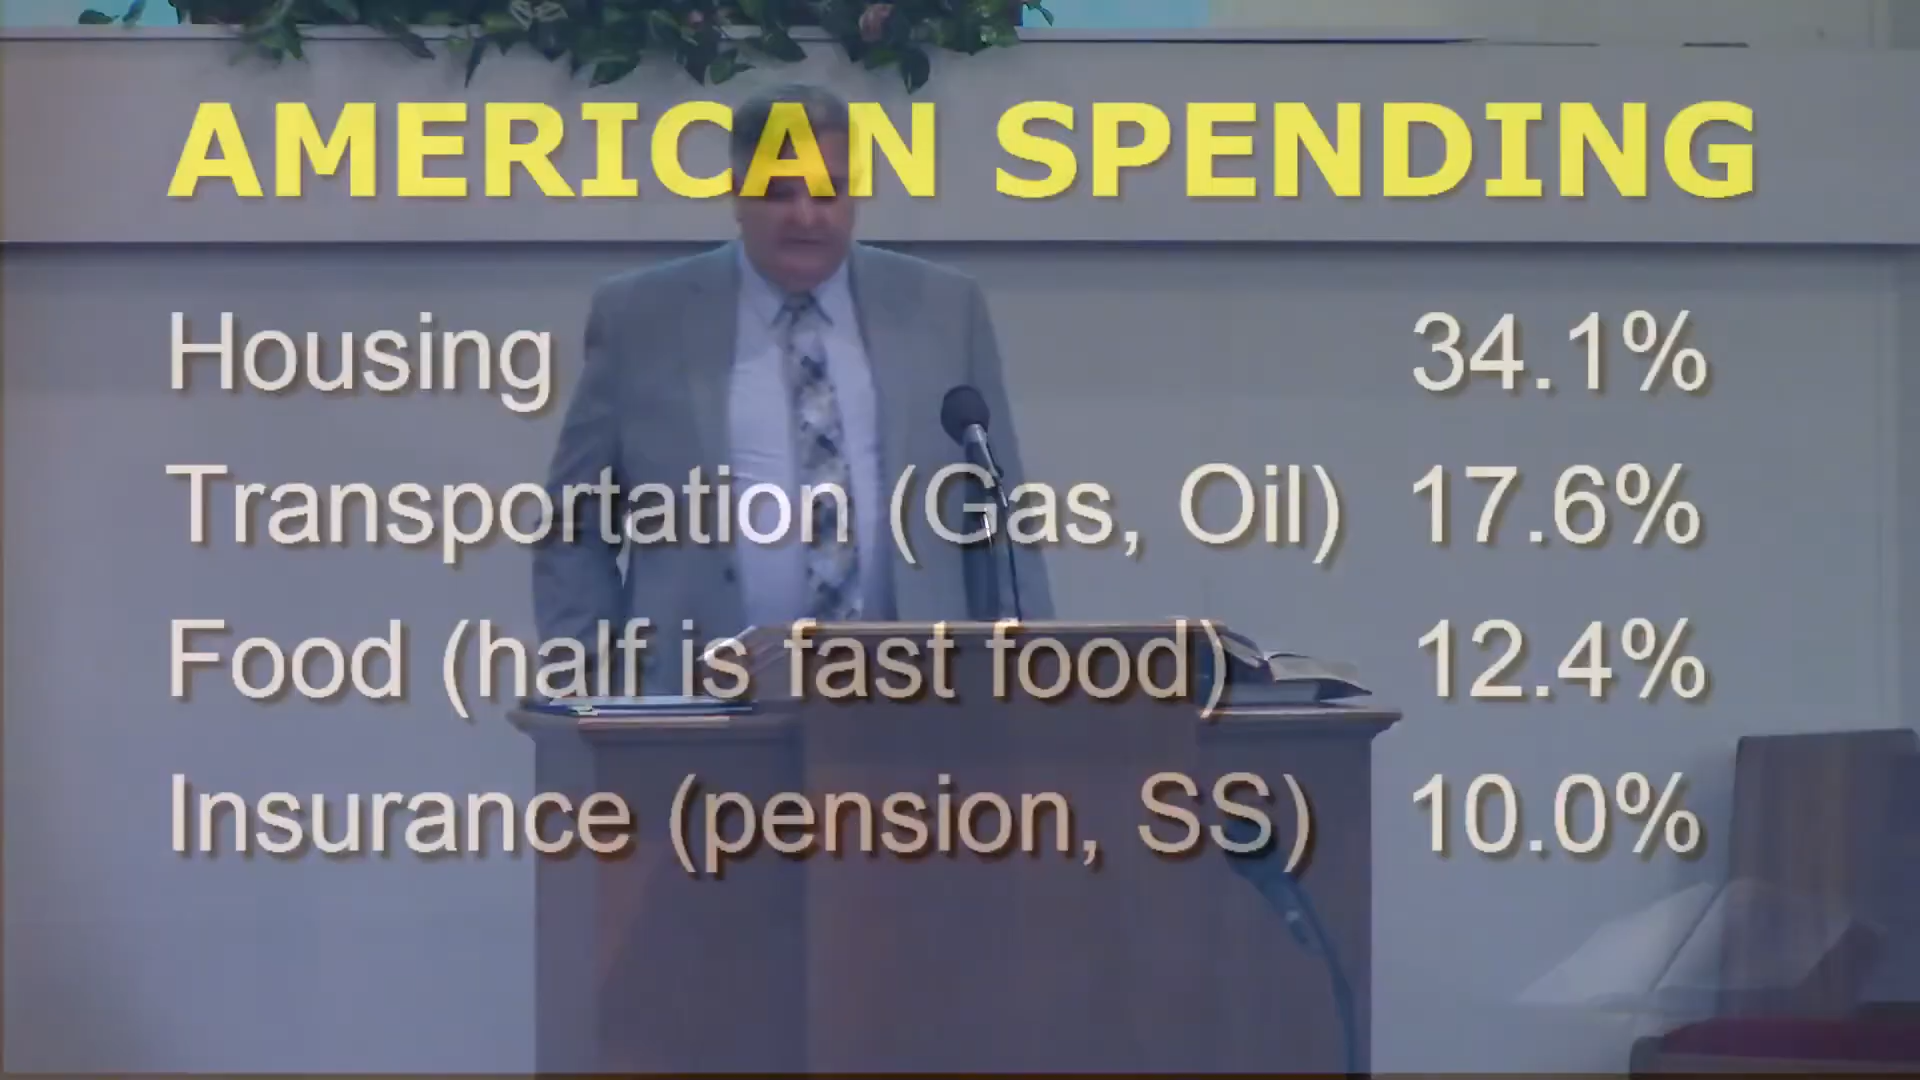 AMERICAN SPENDING
Housing 34.1%
Transportation (Gas, Oil) 17.6%
Food (half is fast food) 12.4%
Insurance (pension, SS) 10.0%